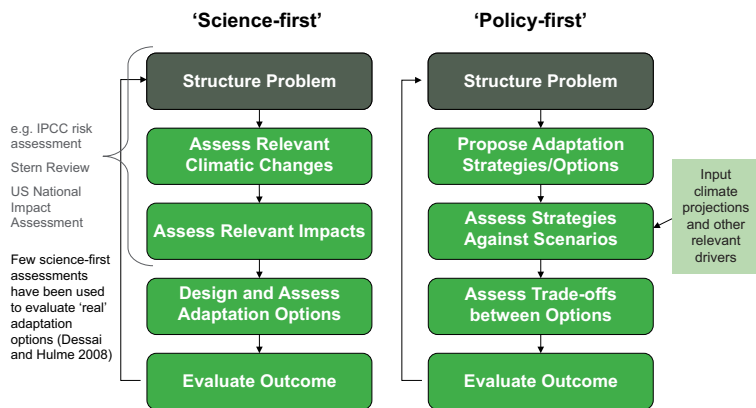 ‘Science-first’
‘Policy-first’
e.g. IPCC risk
assessment
Stern Review
US National
Impact
Assessment
Few science-first
assessments
have been used
to evaluate ‘real’
adaptation
options (Dessai
and Hulme 2008)
Structure Problem
Assess Relevant
Climatic Changes
Assess Relevant Impacts
Design and Assess
Adaptation Options
Evaluate Outcome
Structure Problem
Propose Adaptation
Strategies/Options
Assess Strategies
Against Scenarios
Assess Trade-offs
between Options
Evaluate Outcome
Input
climate
projections
and other
relevant
drivers